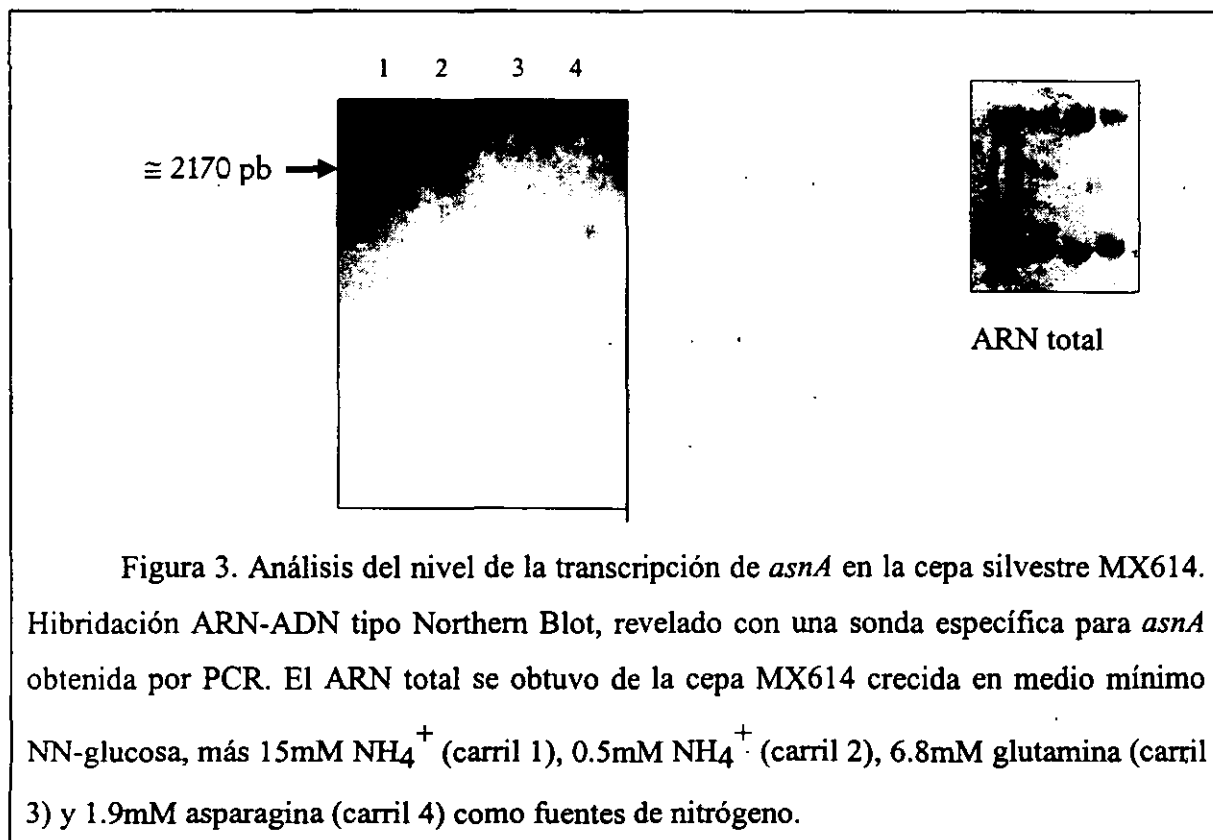 1 2 3 4
≅ 2170 pb
ARN total
Figura 3. Análisis del nivel de la transcripción de asnA en la cepa silvestre MX614.
Hibridación ARN-ADN tipo Northern Blot, revelado con una sonda específica para asnA
obtenida por PCR. El ARN total se obtuvo de la cepa MX614 crecida en medio mínimo
NN-glucosa, más 15mM NH4+ (carril 1), 0.5mM NH4+ (carril 2), 6.8mM glutamina (carril
3) y 1.9mM asparagina (carril 4) como fuentes de nitrógeno.